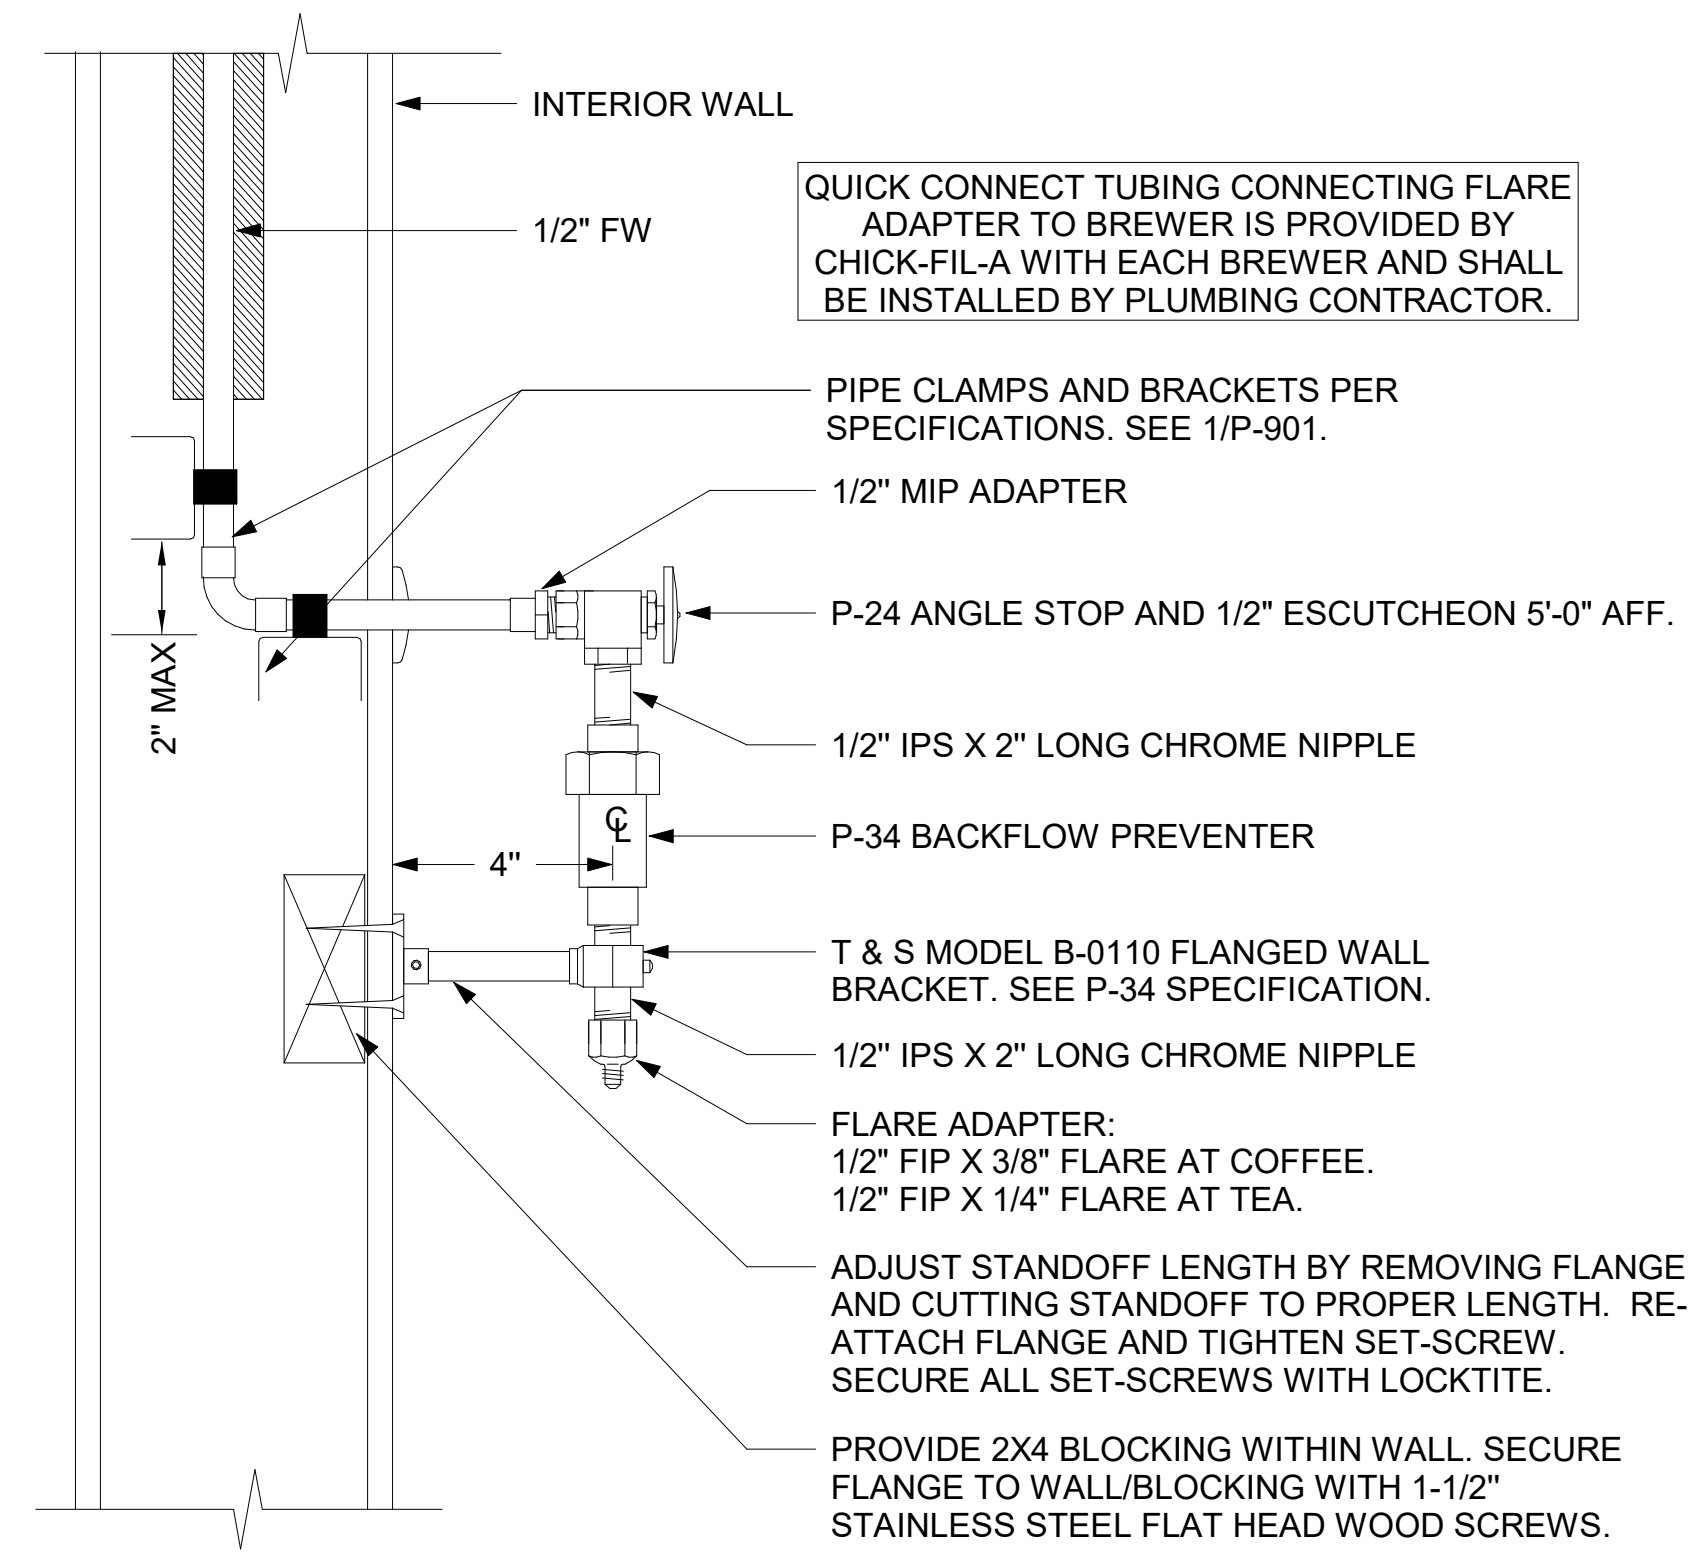 INTERIOR WALL
QUICK CONNECT TUBING CONNECTING FLARE
ADAPTER TO BREWER IS PROVIDED BY
CHICK-FIL-A WITH EACH BREWER AND SHALL
BE INSTALLED BY PLUMBING CONTRACTOR.
1/2" FW
PIPE CLAMPS AND BRACKETS PER
SPECIFICATIONS. SEE 1/P-901.
1/2" MIP ADAPTER
P-24 ANGLE STOP AND 1/2" ESCUTCHEON 5'-0" AFF.
2" MAX
1/2" IPS X 2" LONG CHROME NIPPLE
℄
P-34 BACKFLOW PREVENTER
4"
T & S MODEL B-0110 FLANGED WALL
BRACKET. SEE P-34 SPECIFICATION.
1/2" IPS X 2" LONG CHROME NIPPLE
FLARE ADAPTER:
1/2" FIP X 3/8" FLARE AT COFFEE.
1/2" FIP X 1/4" FLARE AT TEA.
ADJUST STANDOFF LENGTH BY REMOVING FLANGE
AND CUTTING STANDOFF TO PROPER LENGTH.  RE-
ATTACH FLANGE AND TIGHTEN SET-SCREW.
SECURE ALL SET-SCREWS WITH LOCKTITE.
PROVIDE 2X4 BLOCKING WITHIN WALL. SECURE
FLANGE TO WALL/BLOCKING WITH 1-1/2"
STAINLESS STEEL FLAT HEAD WOOD SCREWS.